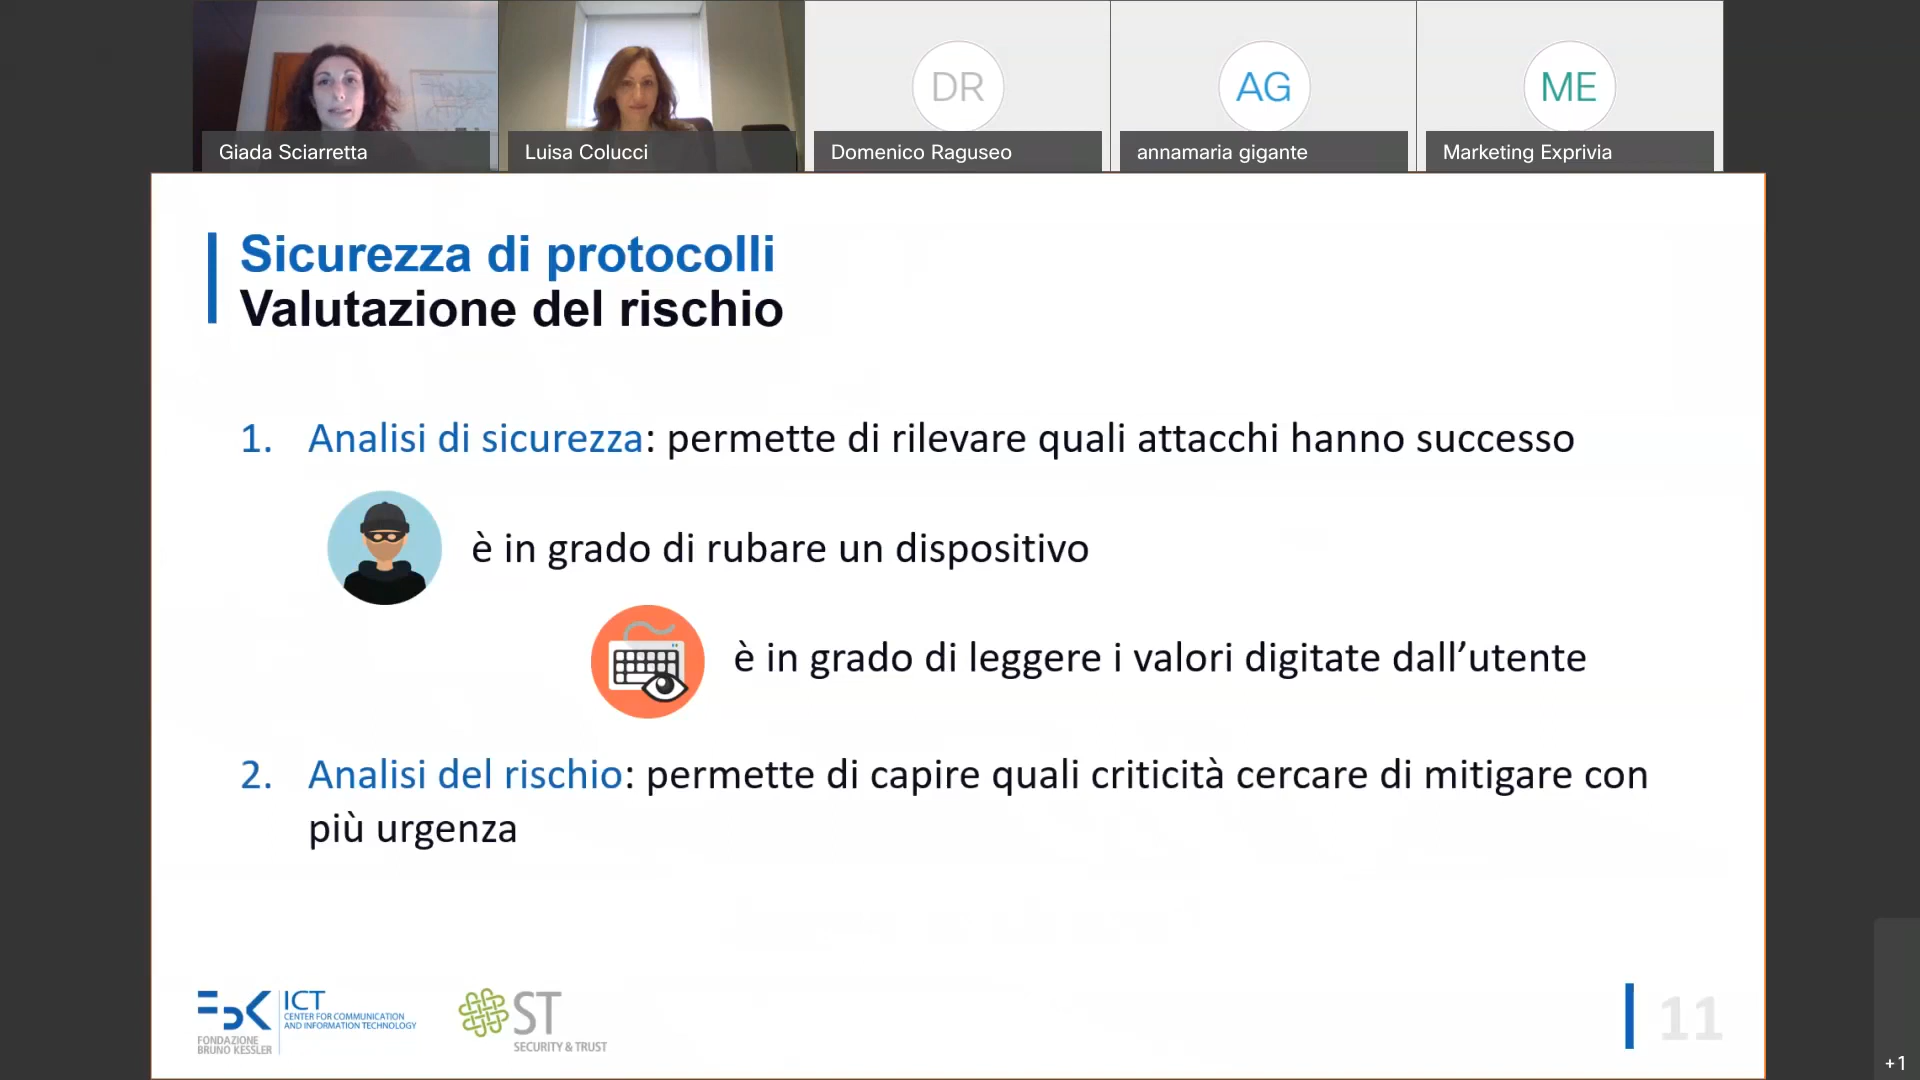 DR
AG
ME
Giada Sciarretta
Luisa Colucci
Domenico Raguseo
annamaria gigante
Marketing Exprivia
Sicurezza di protocolli
Valutazione del rischio
1. Analisi di sicurezza: permette di rilevare quali attacchi hanno successo
è in grado di rubare un dispositivo
è in grado di leggere i valori digitate dall’utente
2. Analisi del rischio: permette di capire quali criticità cercare di mitigare con
più urgenza
FBK
FONDAZIONE
BRUNO KESSLER
ICT
CENTER FOR COMMUNICATION
AND INFORMATION TECHNOLOGY
ST
SECURITY & TRUST
11
+1